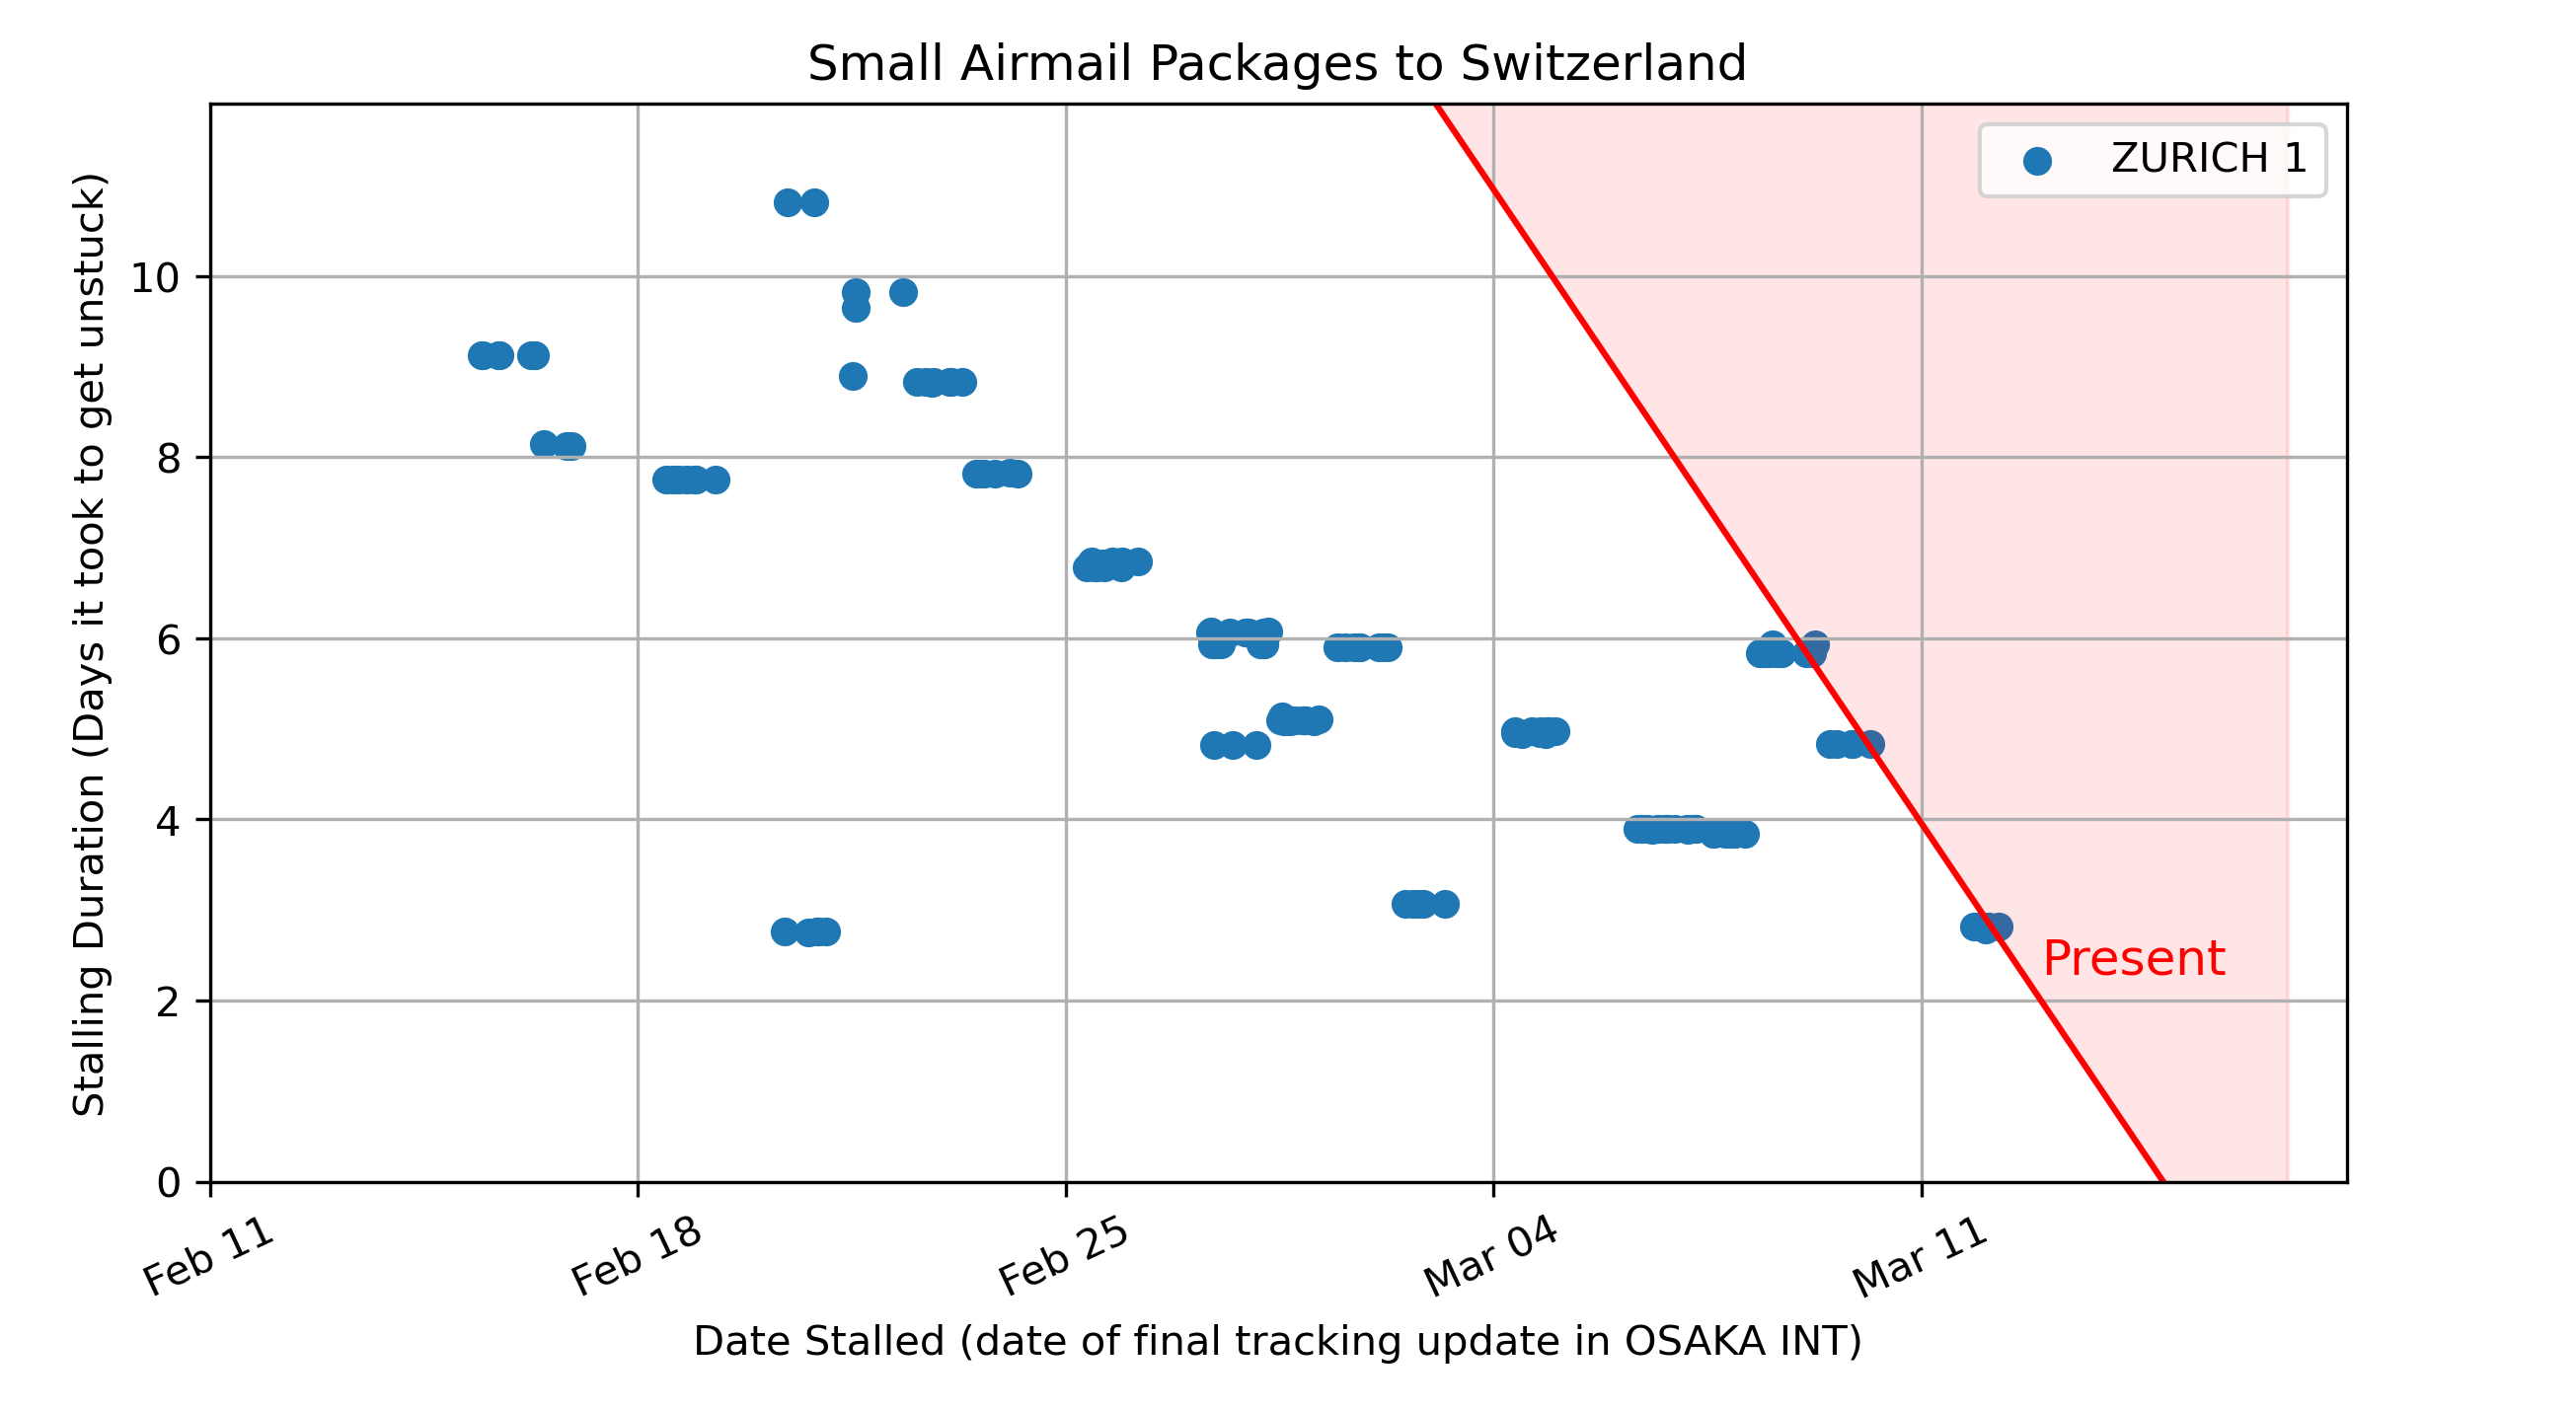 Small Airmail Packages to Switzerland
ZURICH 1
Stalling Duration (Days it took to get unstuck)
10
8
6
4
2
0
Present
Feb 11
Feb 18
Feb 25
Mar 04
Mar 11
Date Stalled (date of final tracking update in OSAKA INT)